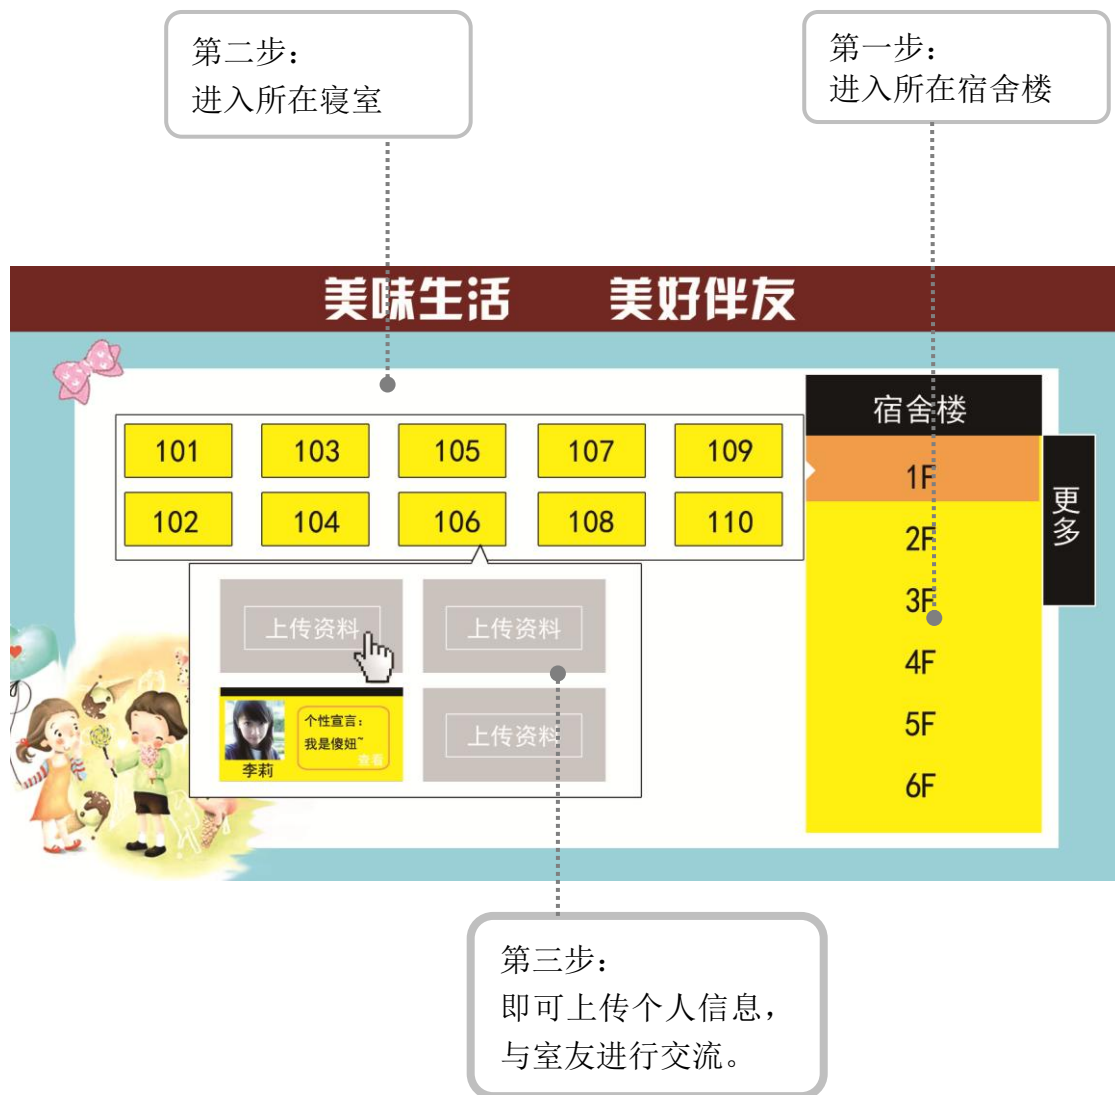 第二步：
进入所在寝室
第一步：
进入所在宿舍楼
美味生活 美好伴友
宿舍楼
101 103 105 107 109
102 104 106 108 110
1F
2F
3F
4F
5F
6F
更多
上传资料
上传资料
个性宣言：
我是傻妞~
查看
李莉
上传资料
第三步：
即可上传个人信息，
与室友进行交流。